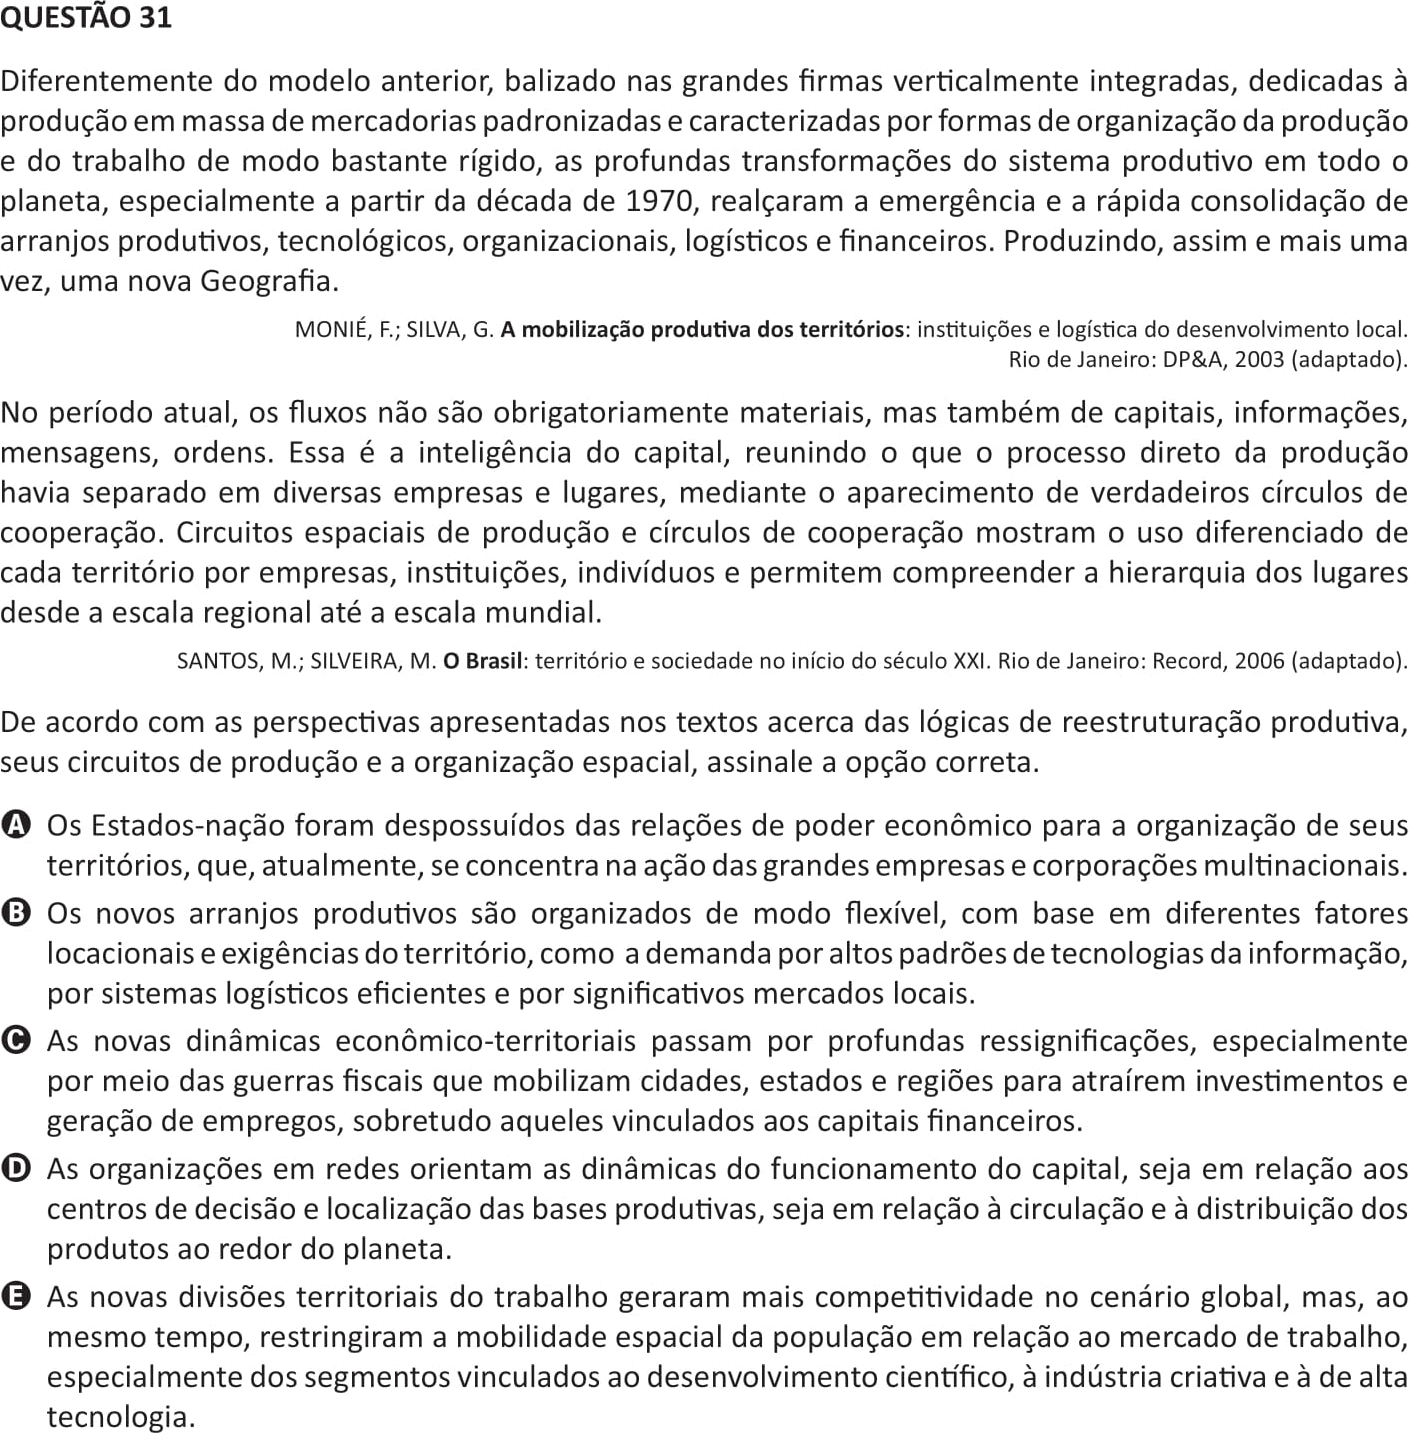 QUESTÃO 31
Diferentemente do modelo anterior, balizado nas grandes firmas verticalmente integradas, dedicadas à
produção em massa de mercadorias padronizadas e caracterizadas por formas de organização da produção
e do trabalho de modo bastante rígido, as profundas transformações do sistema produtivo em todo o
planeta, especialmente a partir da década de 1970, realçaram a emergência e a rápida consolidação de
arranjos produtivos, tecnológicos, organizacionais, logísticos e financeiros. Produzindo, assim e mais uma
vez, uma nova Geografia.
MONIÉ, F.; SILVA, G. A mobilização produtiva dos territórios: instituições e logística do desenvolvimento local.
Rio de Janeiro: DP&A, 2003 (adaptado).
No período atual, os fluxos não são obrigatoriamente materiais, mas também de capitais, informações,
mensagens, ordens. Essa é a inteligência do capital, reunindo o que o processo direto da produção
havia separado em diversas empresas e lugares, mediante o aparecimento de verdadeiros círculos de
cooperação. Circuitos espaciais de produção e círculos de cooperação mostram o uso diferenciado de
cada território por empresas, instituições, indivíduos e permitem compreender a hierarquia dos lugares
desde a escala regional até a escala mundial.
SANTOS, M.; SILVEIRA, M. O Brasil: território e sociedade no início do século XXI. Rio de Janeiro: Record, 2006 (adaptado).
De acordo com as perspectivas apresentadas nos textos acerca das lógicas de reestruturação produtiva,
seus circuitos de produção e a organização espacial, assinale a opção correta.
A Os Estados-nação foram despossuídos das relações de poder econômico para a organização de seus
territórios, que, atualmente, se concentra na ação das grandes empresas e corporações multinacionais.
B Os novos arranjos produtivos são organizados de modo flexível, com base em diferentes fatores
locacionais e exigências do território, como a demanda por altos padrões de tecnologias da informação,
por sistemas logísticos eficientes e por significativos mercados locais.
C As novas dinâmicas econômico-territoriais passam por profundas ressignificações, especialmente
por meio das guerras fiscais que mobilizam cidades, estados e regiões para atraírem investimentos e
geração de empregos, sobretudo aqueles vinculados aos capitais financeiros.
D As organizações em redes orientam as dinâmicas do funcionamento do capital, seja em relação aos
centros de decisão e localização das bases produtivas, seja em relação à circulação e à distribuição dos
produtos ao redor do planeta.
E As novas divisões territoriais do trabalho geraram mais competitividade no cenário global, mas, ao
mesmo tempo, restringiram a mobilidade espacial da população em relação ao mercado de trabalho,
especialmente dos segmentos vinculados ao desenvolvimento científico, à indústria criativa e à de alta
tecnologia.